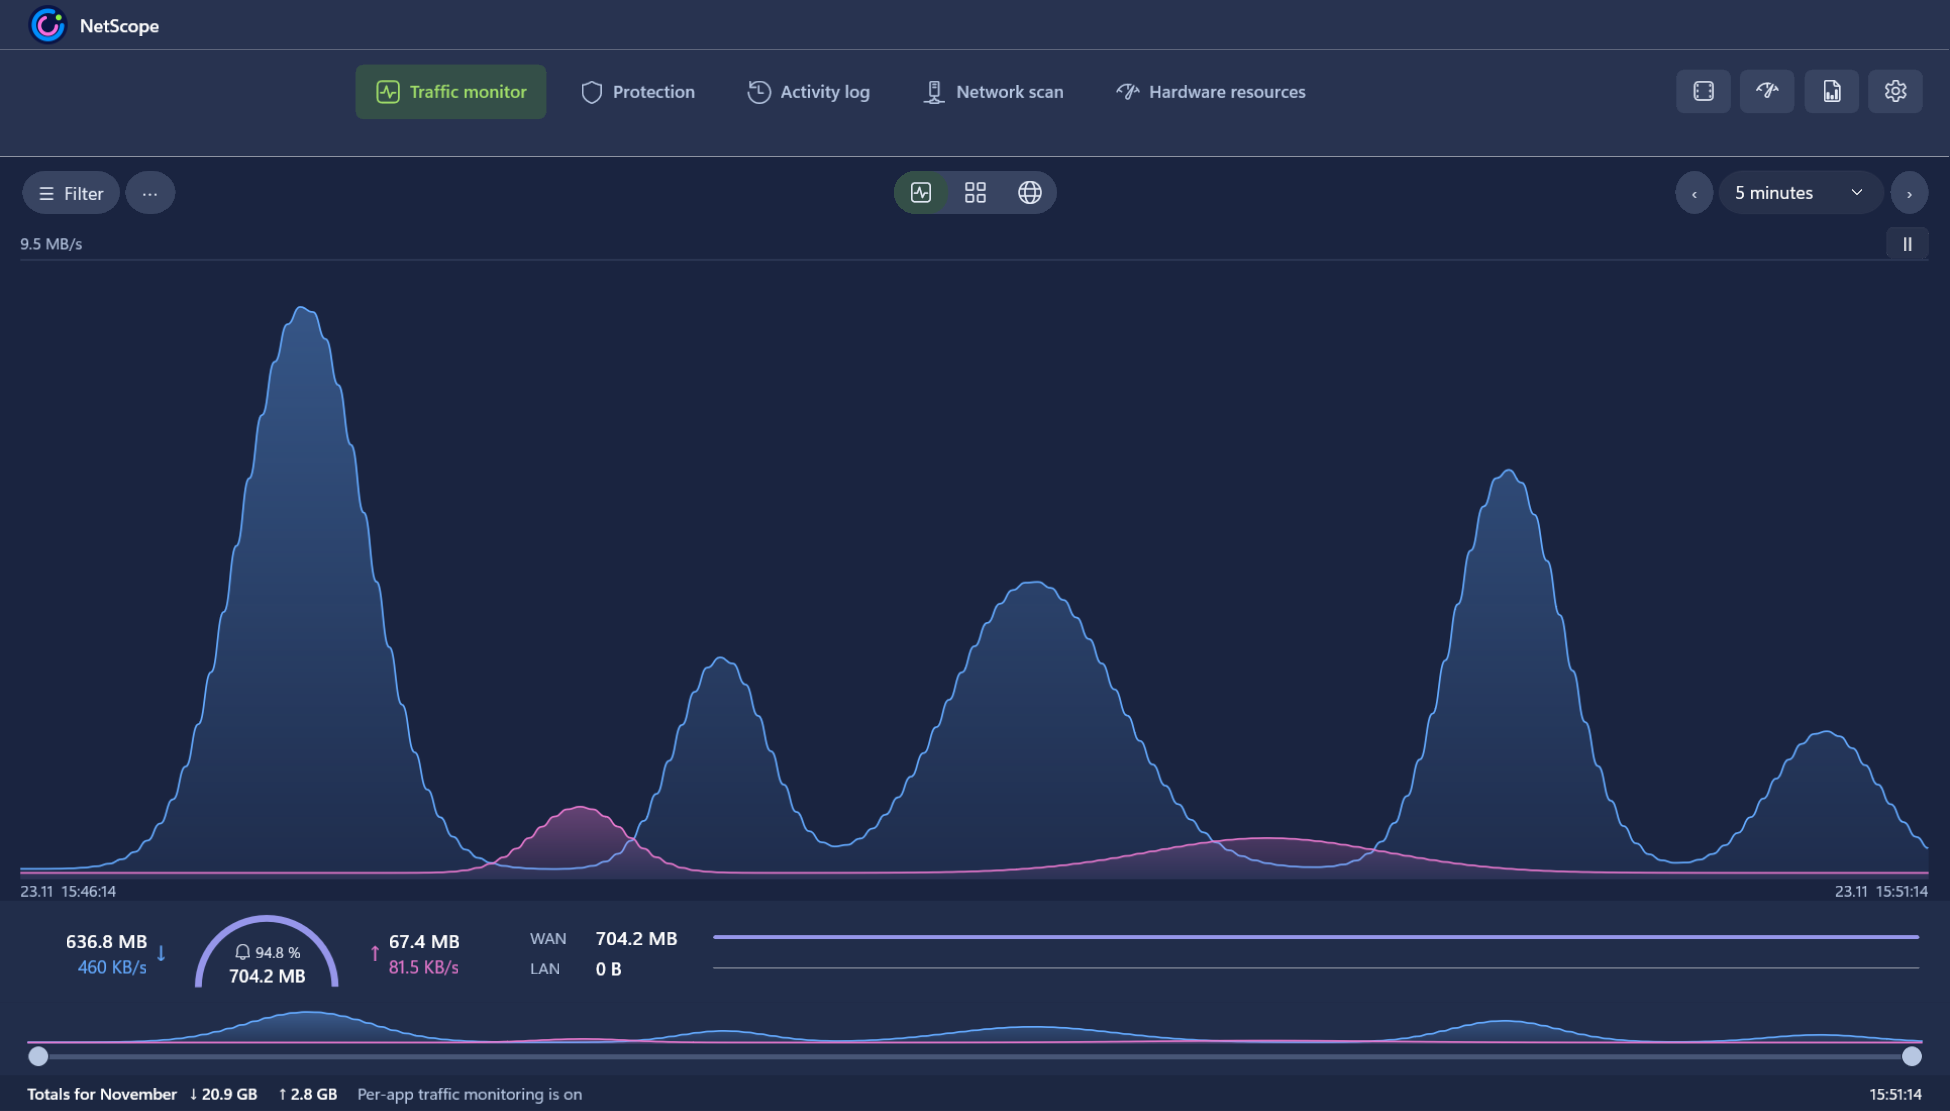 NetScope
Traffic monitor
Protection
Activity log
Network scan
Hardware resources
Filter
...
5 minutes
9.5 MB/s
23.11 15:46:14
23.11 15:51:14
636.8 MB
460 KB/s
94.8 %
704.2 MB
67.4 MB
81.5 KB/s
WAN 704.2 MB
LAN 0 B
Totals for November ↓ 20.9 GB ↑ 2.8 GB Per-app traffic monitoring is on
15:51:14